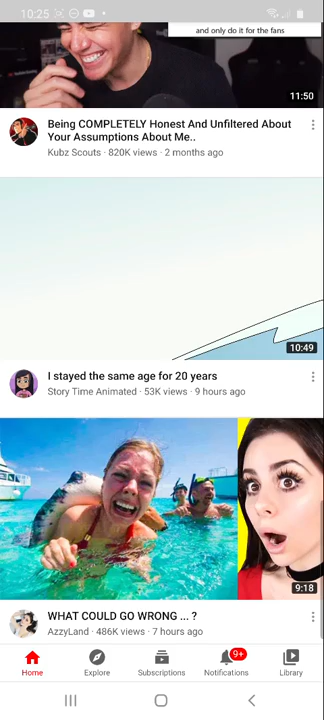 10:25
and only do it for the fans
11:50
Being COMPLETELY Honest And Unfiltered About
Your Assumptions About Me..
Kubz Scouts · 820K views · 2 months ago
10:49
I stayed the same age for 20 years
Story Time Animated · 53K views · 9 hours ago
9:18
WHAT COULD GO WRONG ... ?
AzzyLand · 486K views · 7 hours ago
9+
Home
Explore
Subscriptions
Notifications
Library